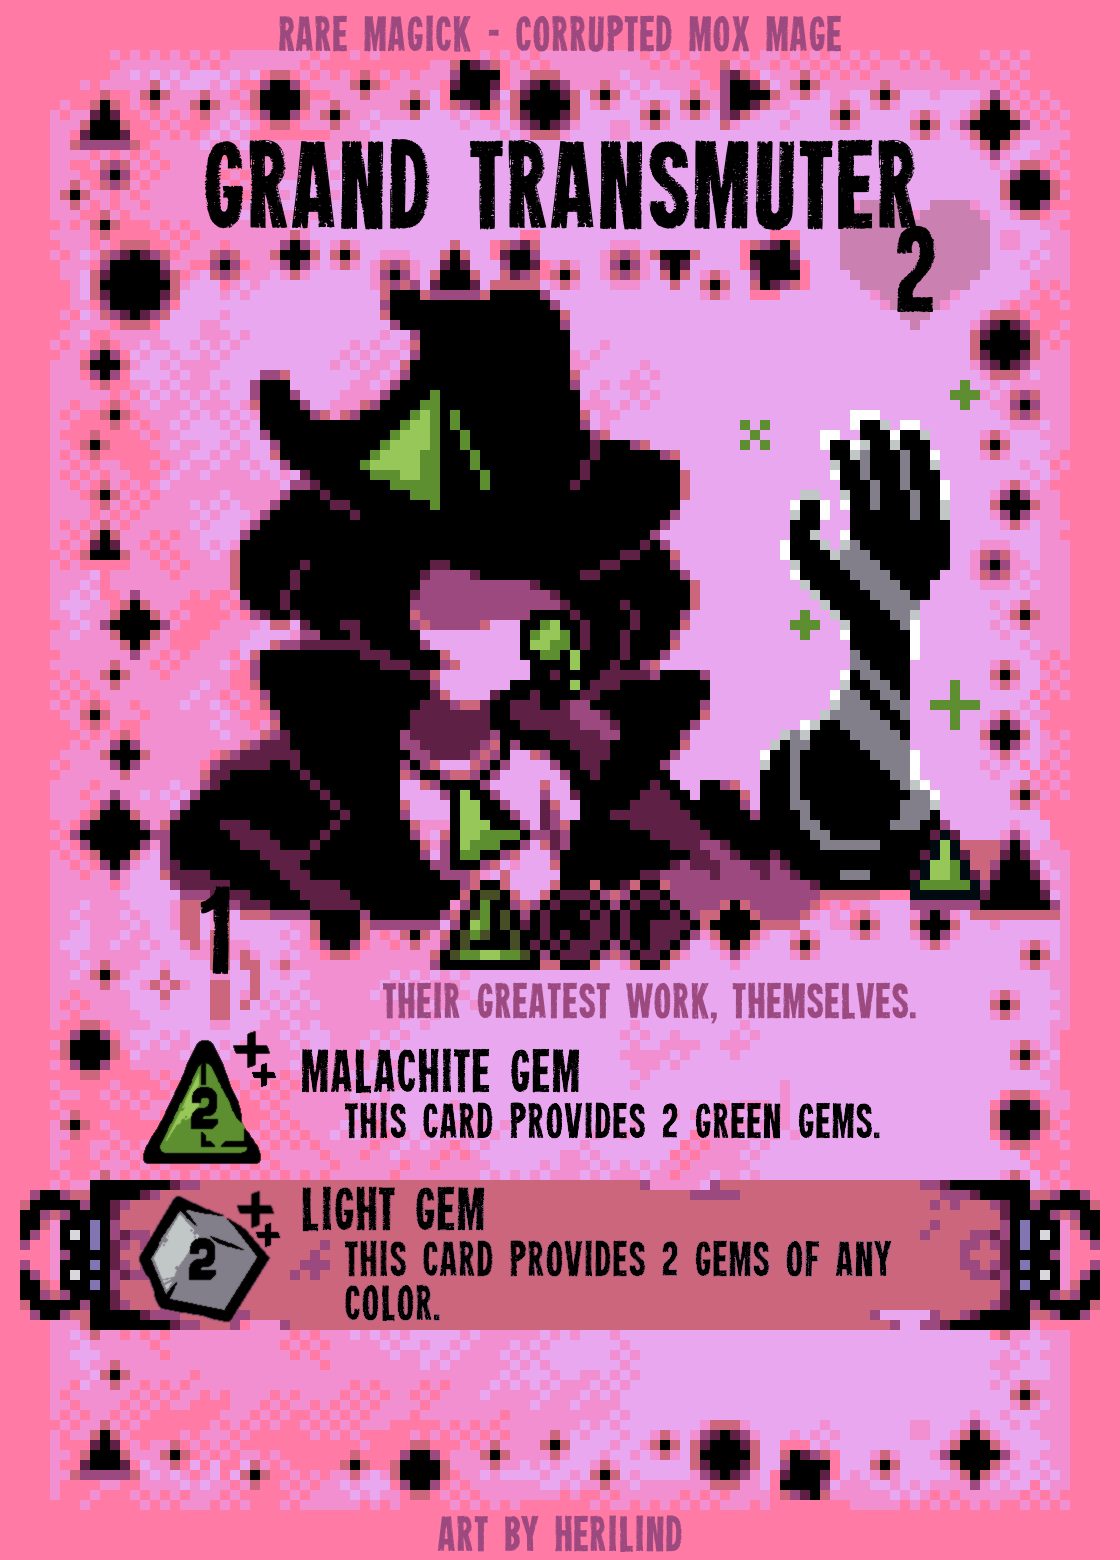 RARE MAGICK - CORRUPTED MOX MAGE
GRAND TRANSMUTER
2
1
THEIR GREATEST WORK, THEMSELVES.
MALACHITE GEM
2
THIS CARD PROVIDES 2 GREEN GEMS.
LIGHT GEM
2
THIS CARD PROVIDES 2 GEMS OF ANY
COLOR.
ART BY HERILIND